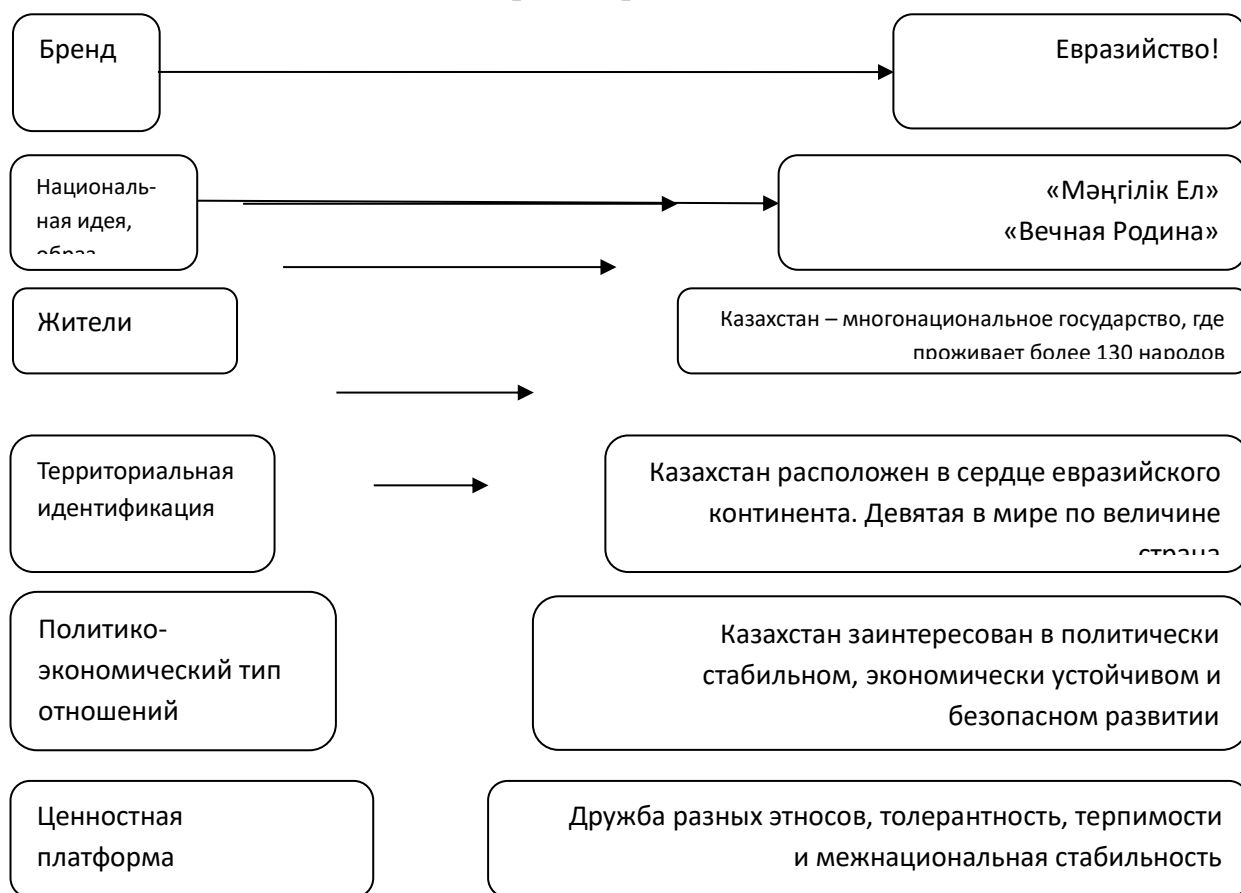 Бренд
Евразийство!
Националь-
ная идея,
образ
«Мәңгілік Ел»
«Вечная Родина»
Жители
Казахстан – многонациональное государство, где
проживает более 130 народов
Территориальная
идентификация
Казахстан расположен в сердце евразийского
континента. Девятая в мире по величине
страна
Политико-
экономический тип
отношений
Казахстан заинтересован в политически
стабильном, экономически устойчивом и
безопасном развитии
Ценностная
платформа
Дружба разных этносов, толерантность, терпимости
и межнациональная стабильность